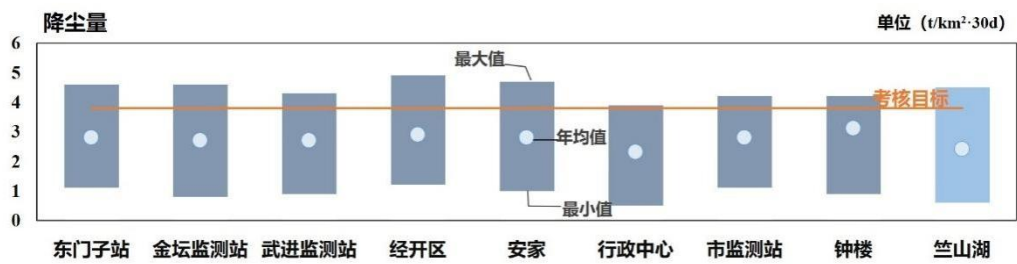 降尘量
单位（t/km²·30d）
6
5
4
3
2
1
0
最大值
考核目标
年均值
最小值
东门子站 金坛监测站 武进监测站 经开区 安家 行政中心 市监测站 钟楼 竺山湖